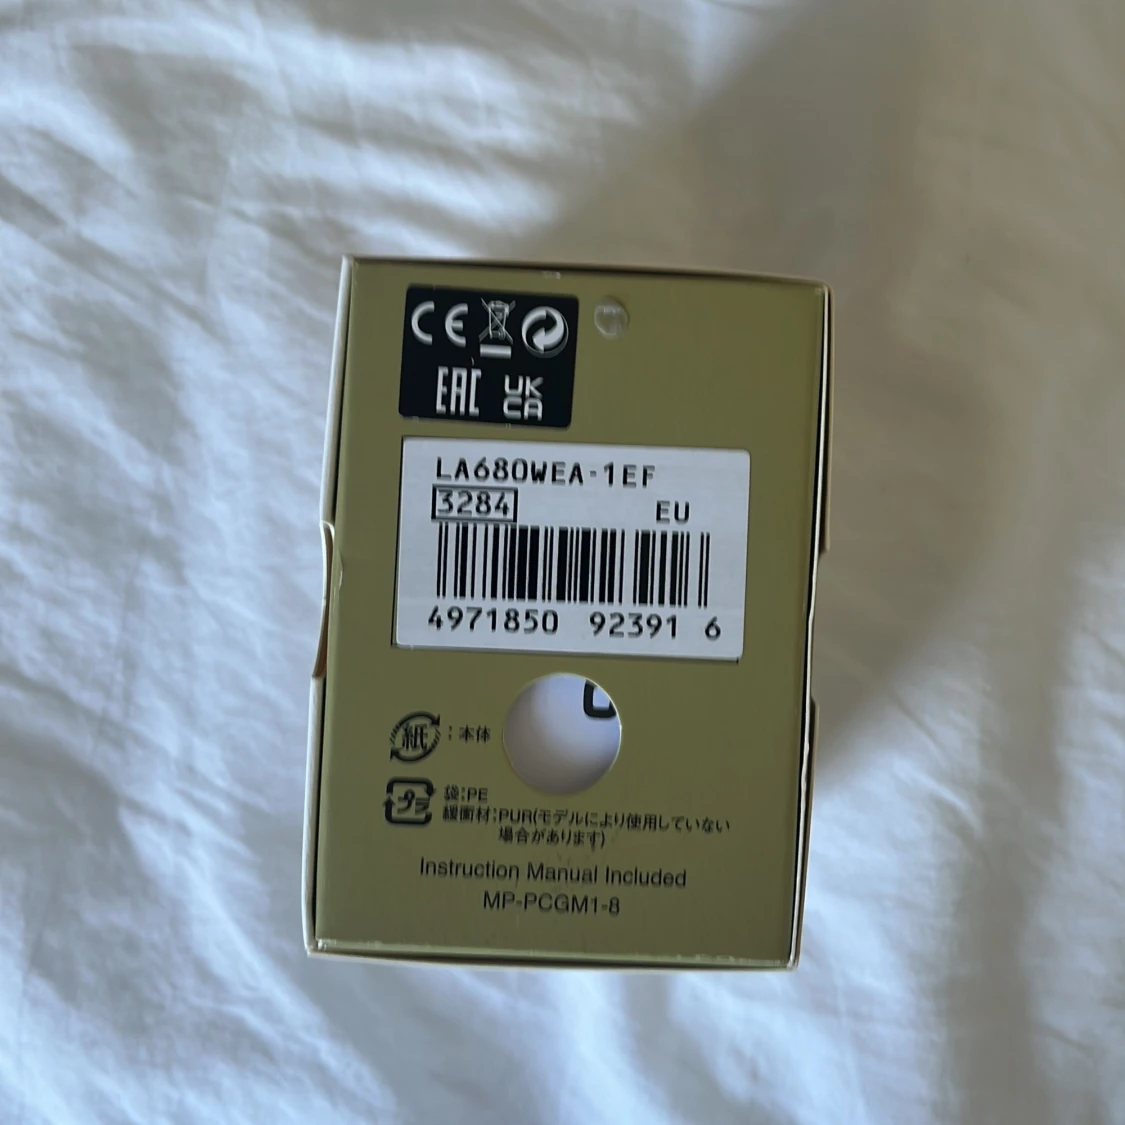 CE
EAC
UK
CA
LA680WEA-1EF
3284 EU
4971850 92391 6
紙 :本体
プラ 袋:PE
緩衝材:PUR(モデルにより使用していない
場合があります)
Instruction Manual Included
MP-PCGM1-8